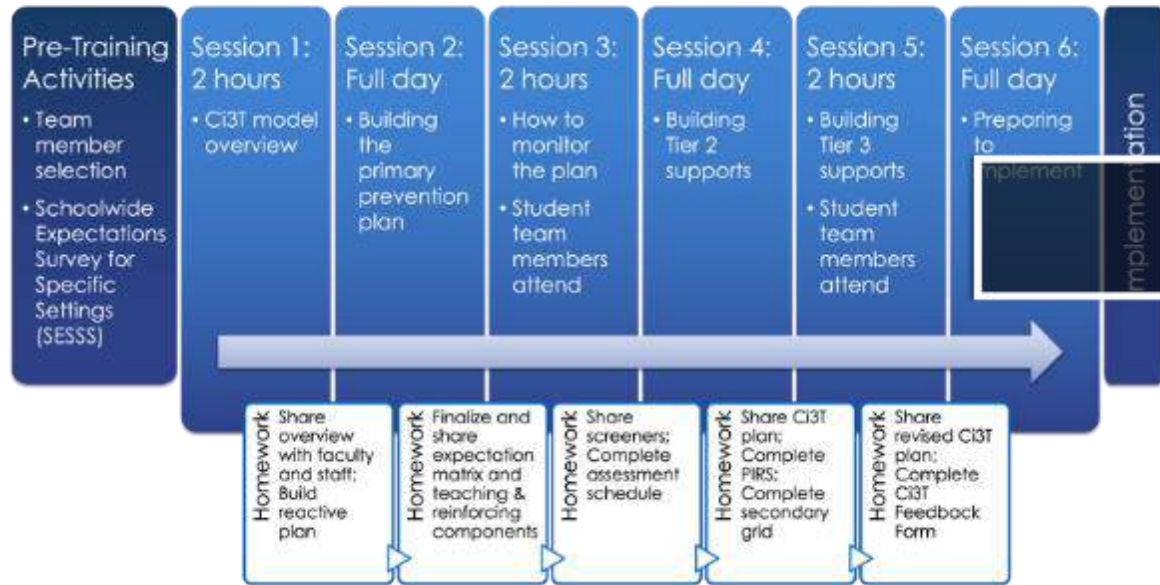 Pre-Training
Activities
• Team
member
selection
• Schoolwide
Expectations
Survey for
Specific
Settings
(SESSS)
Session 1:
2 hours
• Ci3T model
overview
Session 2:
Full day
• Building
the
primary
prevention
plan
Session 3:
2 hours
• How to
monitor
the plan
• Student
team
members
attend
Session 4:
Full day
• Building
Tier 2
supports
Session 5:
2 hours
• Building
Tier 3
supports
• Student
team
members
attend
Session 6:
Full day
• Preparing
to
implement
Implementation
Homework
Share
overview
with faculty
and staff;
Build
reactive
plan
Homework
Finalize and
share
expectation
matrix and
teaching &
reinforcing
components
Homework
Share
screeners;
Complete
assessment
schedule
Homework
Share Ci3T
plan;
Complete
PIRS;
Complete
secondary
grid
Homework
Share
revised Ci3T
plan;
Complete
Ci3T
Feedback
Form